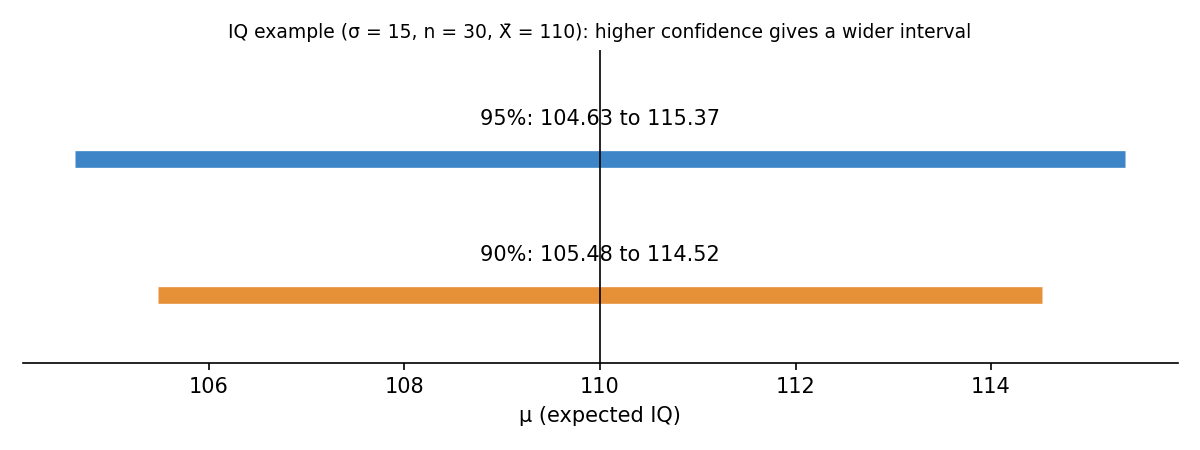 IQ example (σ = 15, n = 30, X̄ = 110): higher confidence gives a wider interval
95%: 104.63 to 115.37
90%: 105.48 to 114.52
106 108 110 112 114
μ (expected IQ)